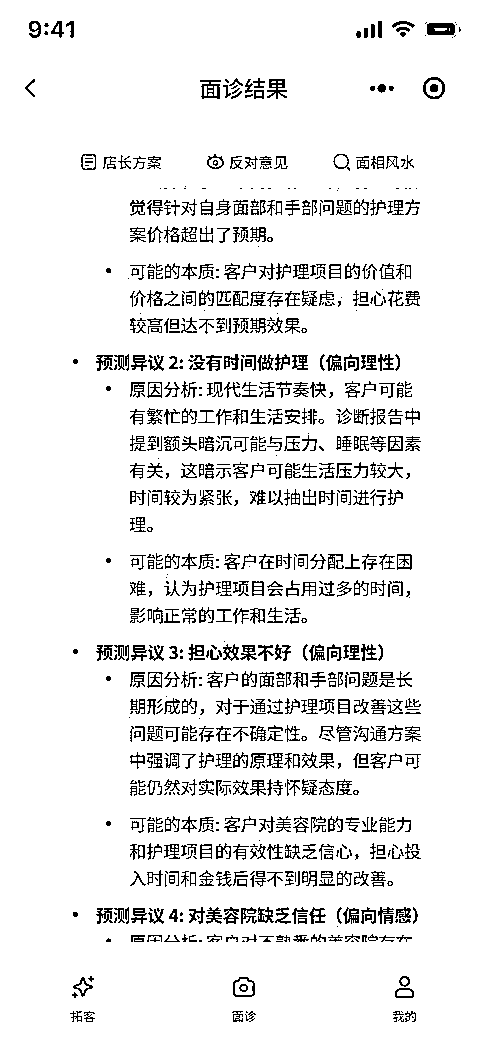 9:41
面诊结果
店长方案 反对意见 面相风水
觉得针对自身面部和手部问题的护理方
案价格超出了预期。
• 可能的本质: 客户对护理项目的价值和
价格之间的匹配度存在疑虑，担心花费
较高但达不到预期效果。
• 预测异议 2: 没有时间做护理（偏向理性）
• 原因分析: 现代生活节奏快，客户可能
有繁忙的工作和生活安排。诊断报告中
提到额头暗沉可能与压力、睡眠等因素
有关，这暗示客户可能生活压力较大，
时间较为紧张，难以抽出时间进行护
理。
• 可能的本质: 客户在时间分配上存在困
难，认为护理项目会占用过多的时间，
影响正常的工作和生活。
• 预测异议 3: 担心效果不好（偏向理性）
• 原因分析: 客户的面部和手部问题是长
期形成的，对于通过护理项目改善这些
问题可能存在不确定性。尽管沟通方案
中强调了护理的原理和效果，但客户可
能仍然对实际效果持怀疑态度。
• 可能的本质: 客户对美容院的专业能力
和护理项目的有效性缺乏信心，担心投
入时间和金钱后得不到明显的改善。
• 预测异议 4: 对美容院缺乏信任（偏向情感）
• 原因分析: 客户对不熟悉的美容院存在
拓客 面诊 我的